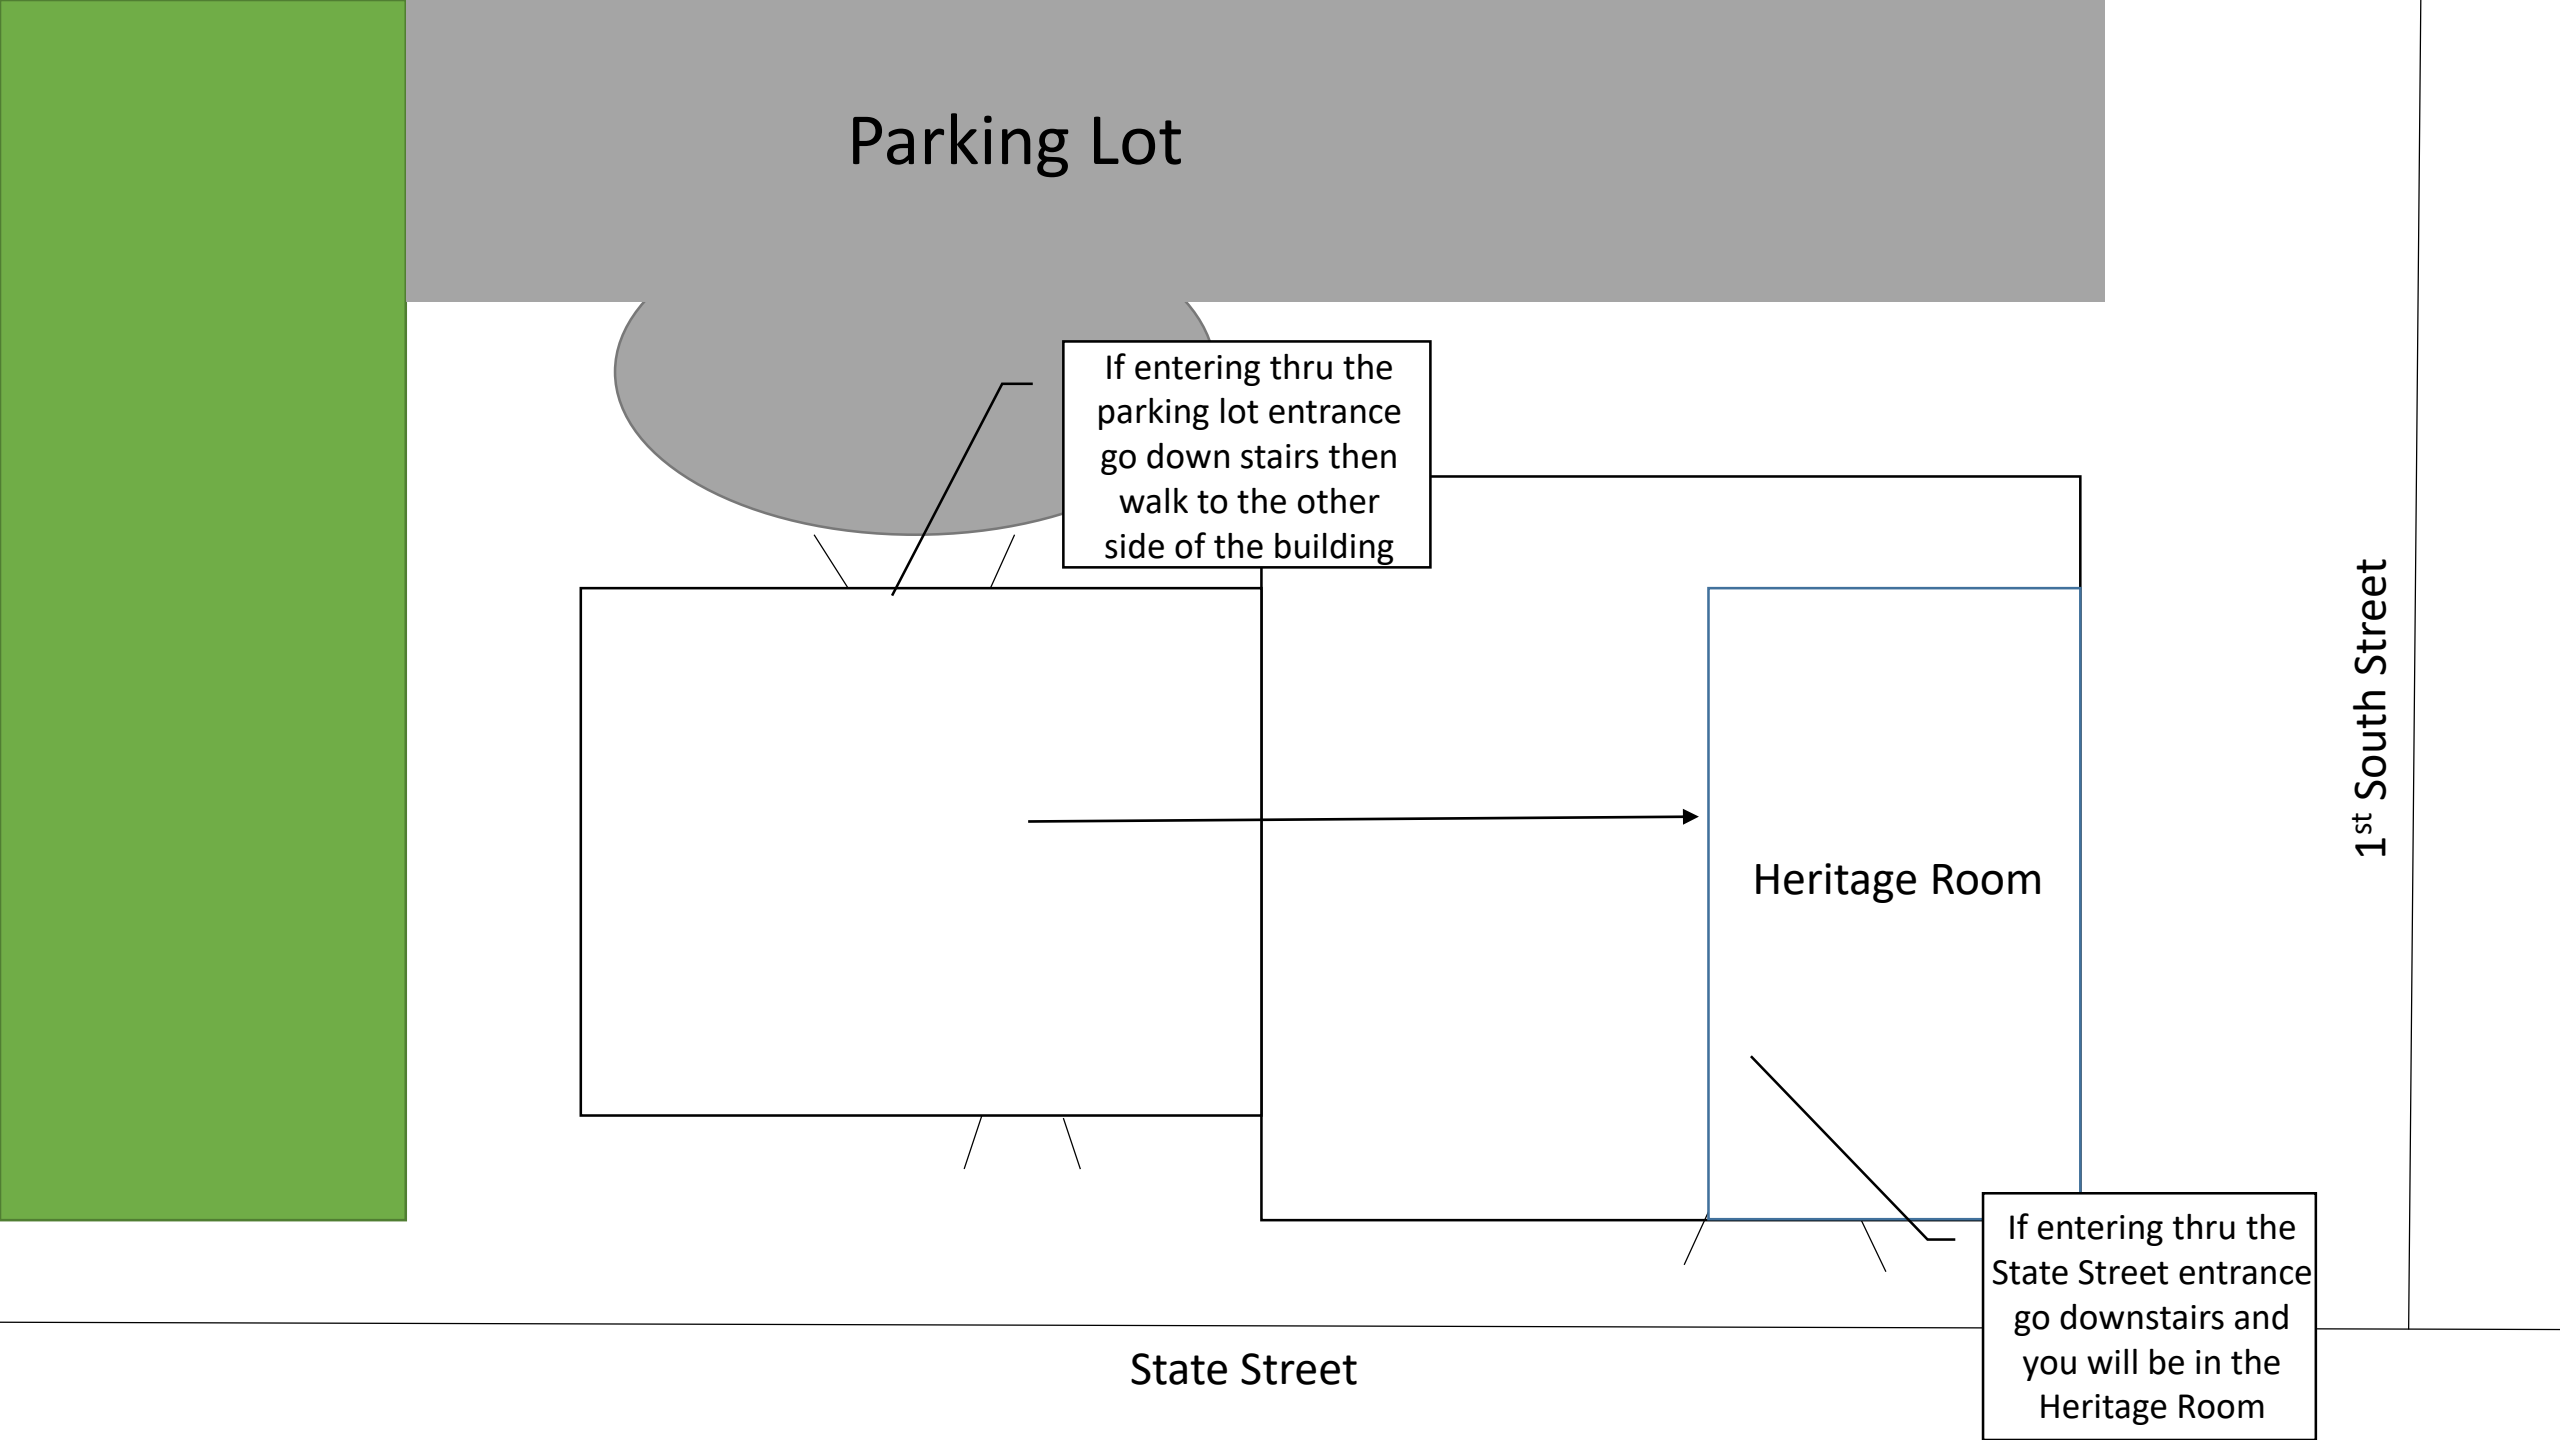 Parking Lot
If entering thru the
parking lot entrance
go down stairs then
walk to the other
side of the building
1st South Street
Heritage Room
If entering thru the
State Street entrance
go downstairs and
you will be in the
Heritage Room
State Street